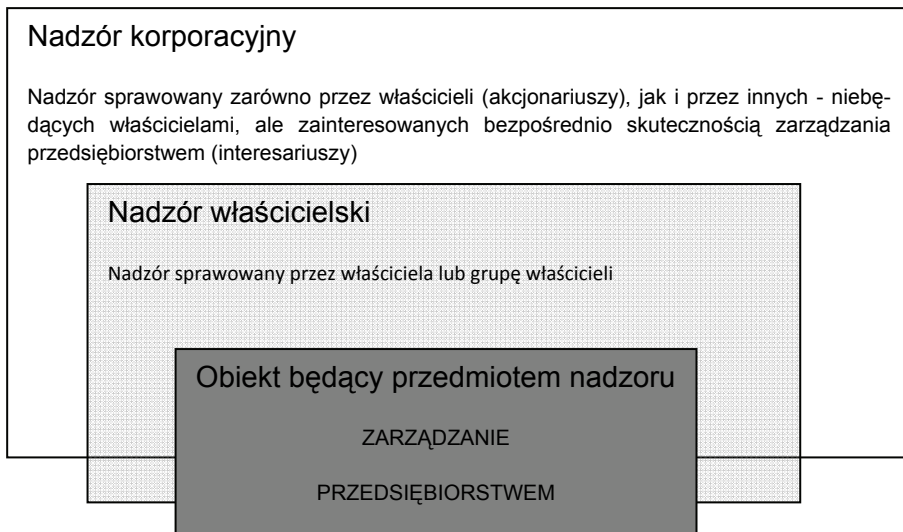 Nadzór korporacyjny
Nadzór sprawowany zarówno przez właścicieli (akcjonariuszy), jak i przez innych - niebę-
dących właścicielami, ale zainteresowanych bezpośrednio skutecznością zarządzania
przedsiębiorstwem (interesariuszy)
Nadzór właścicielski
Nadzór sprawowany przez właściciela lub grupę właścicieli
Obiekt będący przedmiotem nadzoru
ZARZĄDZANIE
PRZEDSIĘBIORSTWEM